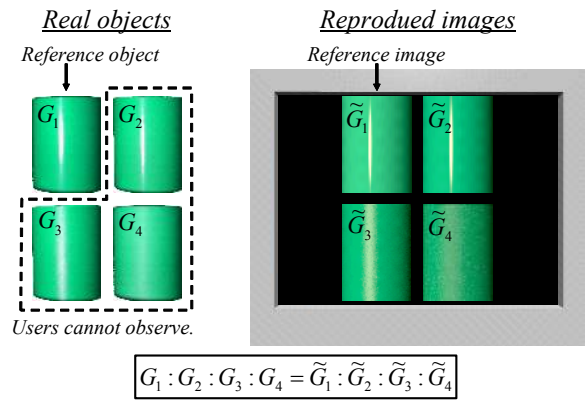 Real objects
Reference object
G₁
G₂
G₃
G₄
Users cannot observe.
Reprodued images
Reference image
G̃₁
G̃₂
G̃₃
G̃₄
G₁ : G₂ : G₃ : G₄ = G̃₁ : G̃₂ : G̃₃ : G̃₄